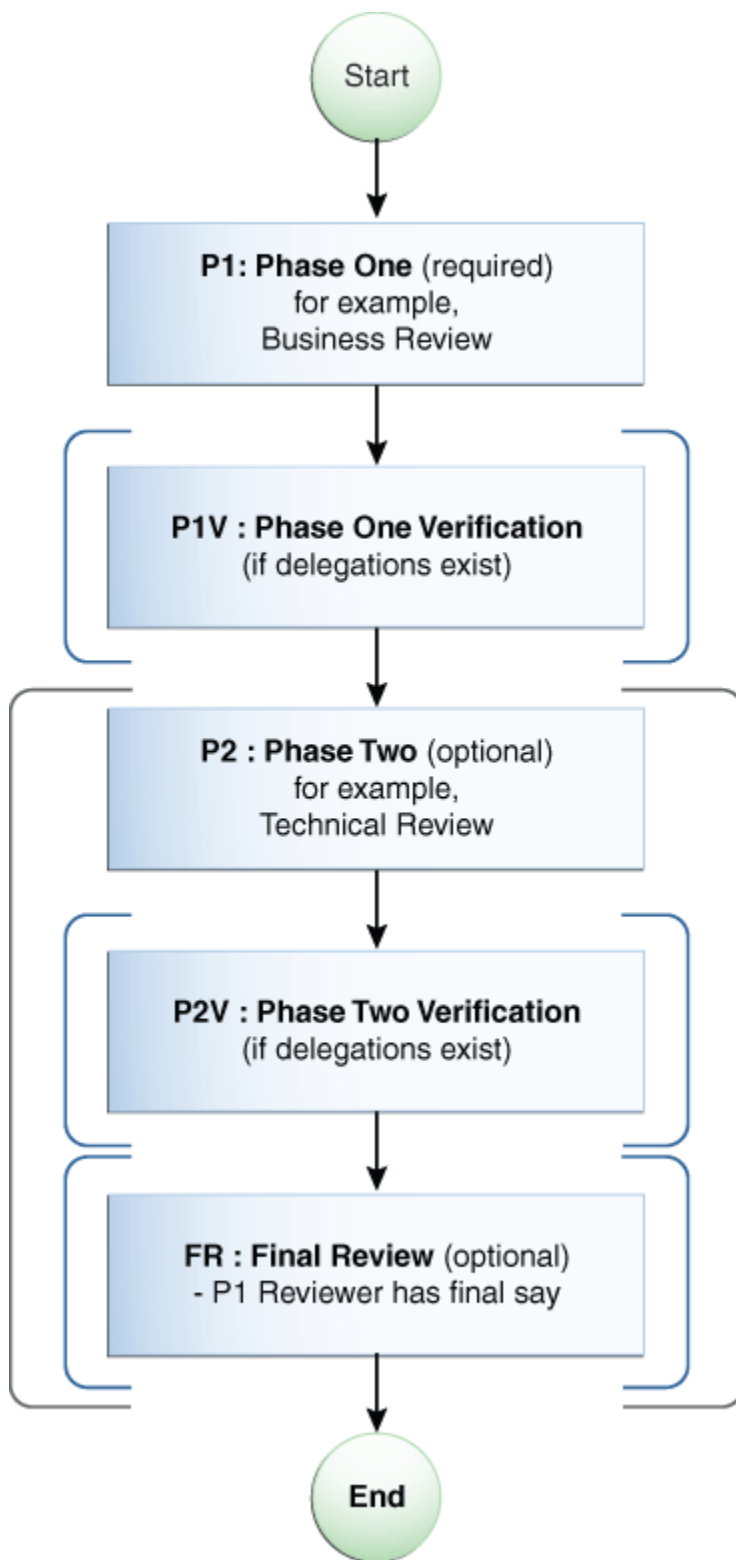 Start
P1: Phase One (required)
for example,
Business Review
P1V : Phase One Verification
(if delegations exist)
P2 : Phase Two (optional)
for example,
Technical Review
P2V : Phase Two Verification
(if delegations exist)
FR : Final Review (optional)
- P1 Reviewer has final say
End